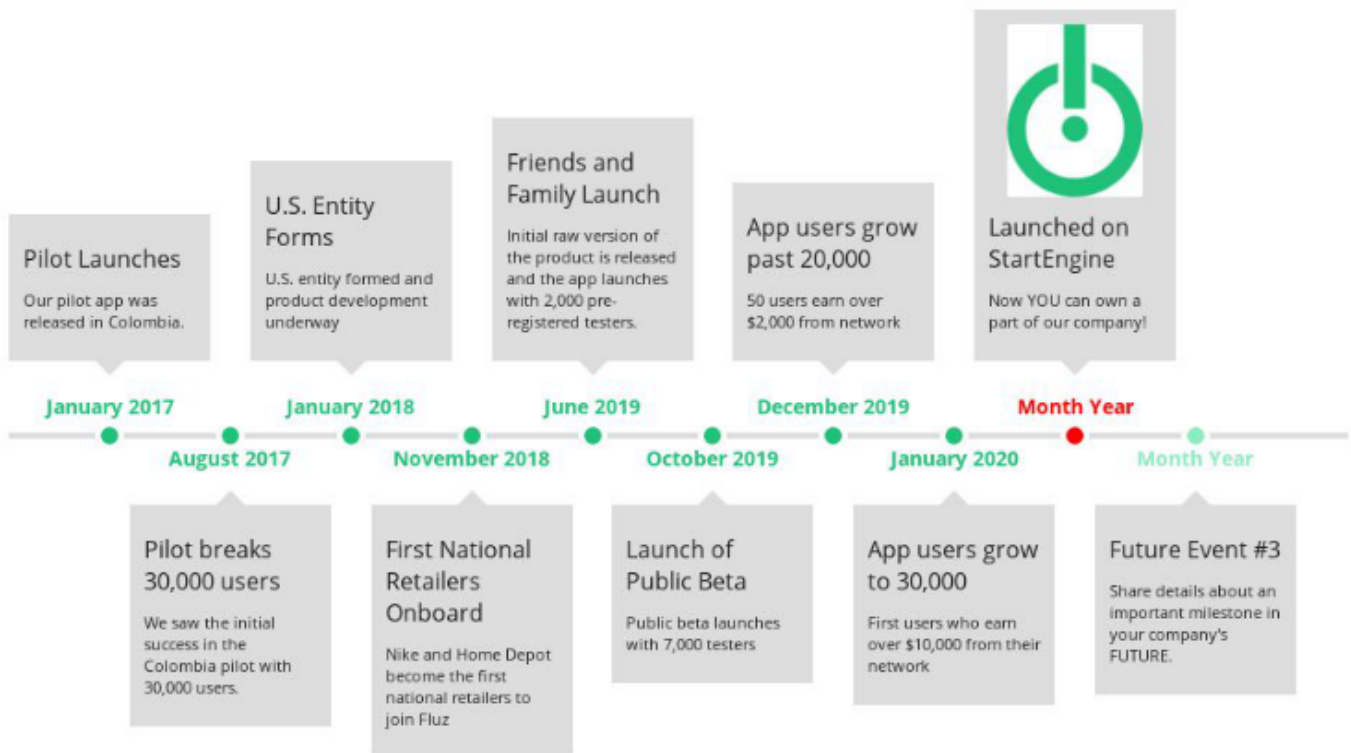 Pilot Launches
Our pilot app was
released in Colombia.
January 2017
Pilot breaks
30,000 users
We saw the initial
success in the
Colombia pilot with
30,000 users.
August 2017
U.S. Entity
Forms
U.S. entity formed and
product development
underway
January 2018
November 2018
First National
Retailers
Onboard
Nike and Home Depot
become the first
national retailers to
join Fluz
Friends and
Family Launch
Initial raw version of
the product is released
and the app launches
with 2,000 pre-
registered testers.
June 2019
October 2019
Launch of
Public Beta
Public beta launches
with 7,000 testers
App users grow
past 20,000
50 users earn over
$2,000 from network
December 2019
January 2020
App users grow
to 30,000
First users who earn
over $10,000 from their
network
Launched on
StartEngine
Now YOU can own a
part of our company!
Month Year
Month Year
Future Event #3
Share details about an
important milestone in
your company's
FUTURE.